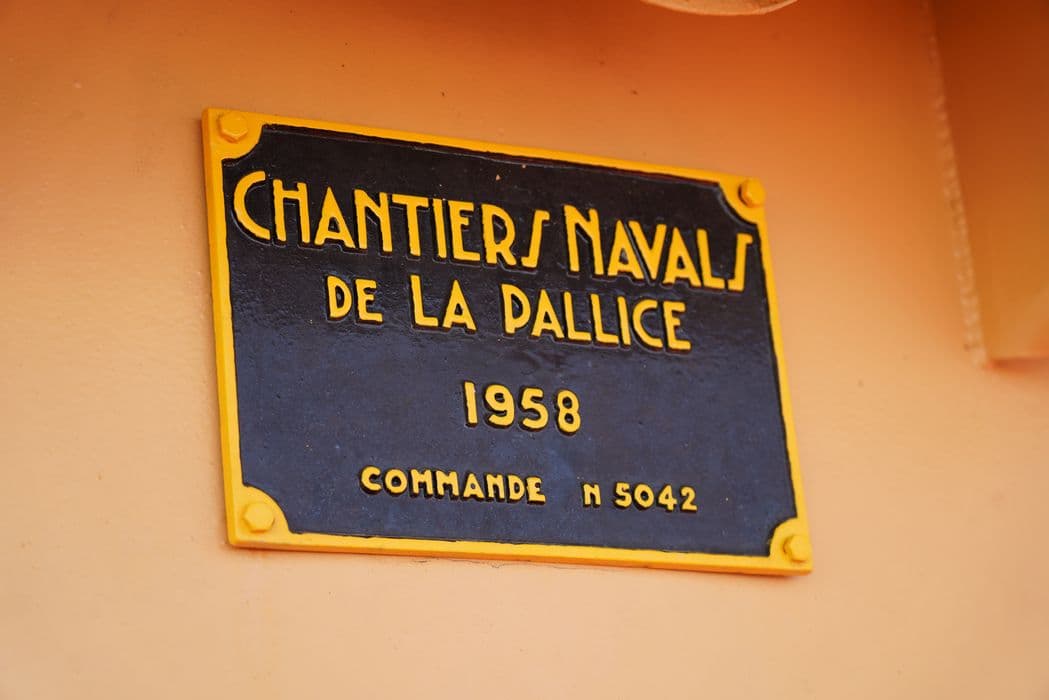 CHANTIERS NAVALS
DE LA PALLICE
1958
COMMANDE N 5042